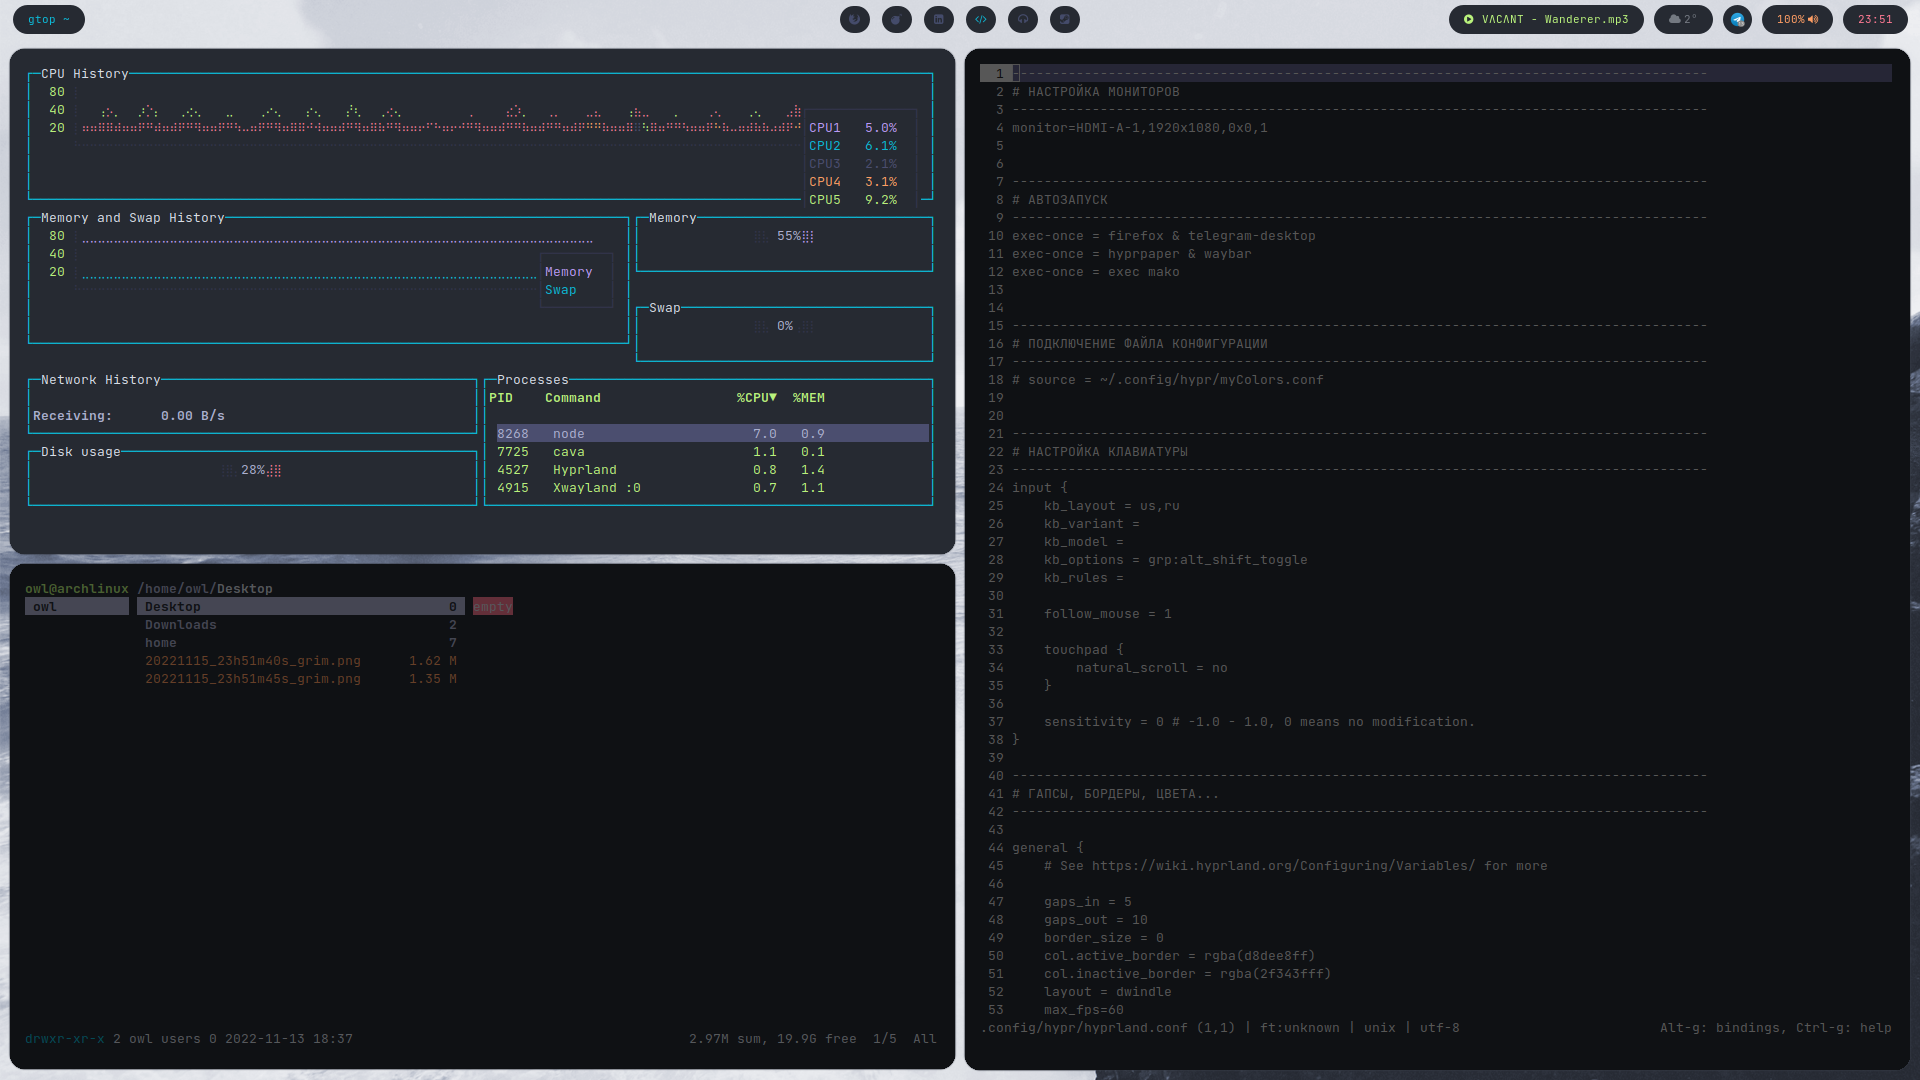 gtop ~
VΛCΛNT - Wanderer.mp3
2°
100%
23:51
CPU History
80
40
20
CPU1 5.0%
CPU2 6.1%
CPU3 2.1%
CPU4 3.1%
CPU5 9.2%
Memory and Swap History
80
40
20
Memory
Swap
Memory
55%
Swap
0%
Network History
Receiving: 0.00 B/s
Disk usage
28%
Processes
PID Command %CPU▼ %MEM
8268 node 7.0 0.9
7725 cava 1.1 0.1
4527 Hyprland 0.8 1.4
4915 Xwayland :0 0.7 1.1
owl@archlinux /home/owl/Desktop
owl
Desktop 0
empty
Downloads 2
home 7
20221115_23h51m40s_grim.png 1.62 M
20221115_23h51m45s_grim.png 1.35 M
drwxr-xr-x 2 owl users 0 2022-11-13 18:37
2.97M sum, 19.9G free 1/5 All
1 ---------------------------------------------------------------------------------------
2 # НАСТРОЙКА МОНИТОРОВ
3 ---------------------------------------------------------------------------------------
4 monitor=HDMI-A-1,1920x1080,0x0,1
5
6
7 ---------------------------------------------------------------------------------------
8 # АВТОЗАПУСК
9 ---------------------------------------------------------------------------------------
10 exec-once = firefox & telegram-desktop
11 exec-once = hyprpaper & waybar
12 exec-once = exec mako
13
14
15 ---------------------------------------------------------------------------------------
16 # ПОДКЛЮЧЕНИЕ ФАЙЛА КОНФИГУРАЦИИ
17 ---------------------------------------------------------------------------------------
18 # source = ~/.config/hypr/myColors.conf
19
20
21 ---------------------------------------------------------------------------------------
22 # НАСТРОЙКА КЛАВИАТУРЫ
23 ---------------------------------------------------------------------------------------
24 input {
25 kb_layout = us,ru
26 kb_variant =
27 kb_model =
28 kb_options = grp:alt_shift_toggle
29 kb_rules =
30
31 follow_mouse = 1
32
33 touchpad {
34 natural_scroll = no
35 }
36
37 sensitivity = 0 # -1.0 - 1.0, 0 means no modification.
38 }
39
40 ---------------------------------------------------------------------------------------
41 # ГАПСЫ, БОРДЕРЫ, ЦВЕТА...
42 ---------------------------------------------------------------------------------------
43
44 general {
45 # See https://wiki.hyprland.org/Configuring/Variables/ for more
46
47 gaps_in = 5
48 gaps_out = 10
49 border_size = 0
50 col.active_border = rgba(d8dee8ff)
51 col.inactive_border = rgba(2f343fff)
52 layout = dwindle
53 max_fps=60
.config/hypr/hyprland.conf (1,1) | ft:unknown | unix | utf-8
Alt-g: bindings, Ctrl-g: help